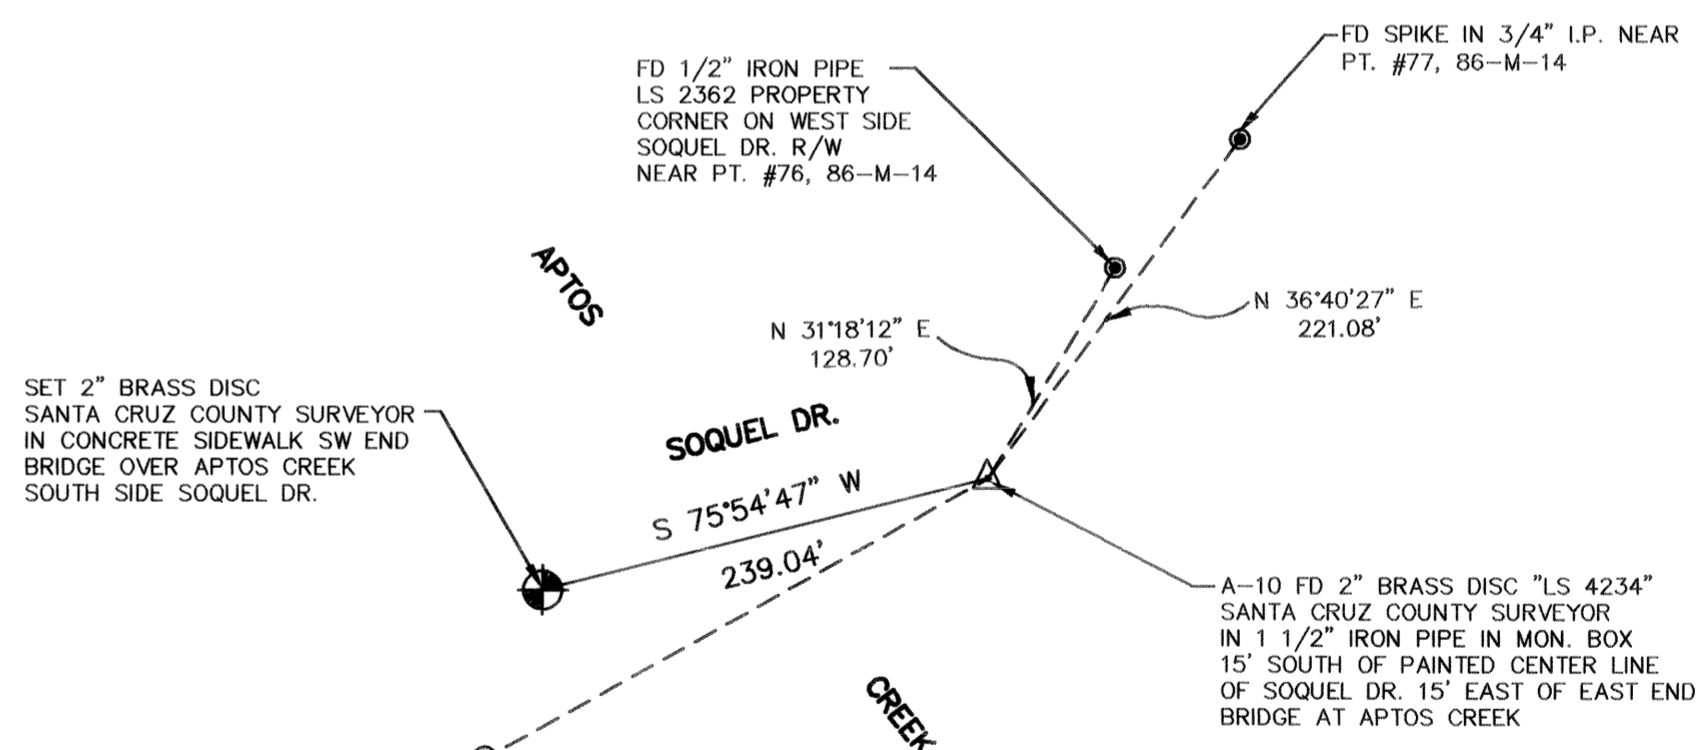 FD SPIKE IN 3/4" I.P. NEAR
PT. #77, 86-M-14
FD 1/2" IRON PIPE
LS 2362 PROPERTY
CORNER ON WEST SIDE
SOQUEL DR. R/W
NEAR PT. #76, 86-M-14
APTOS
N 36°40'27" E
221.08'
N 31°18'12" E
128.70'
SET 2" BRASS DISC
SANTA CRUZ COUNTY SURVEYOR
IN CONCRETE SIDEWALK SW END
BRIDGE OVER APTOS CREEK
SOUTH SIDE SOQUEL DR.
SOQUEL DR.
S 75°54'47" W
239.04'
A-10 FD 2" BRASS DISC "LS 4234"
SANTA CRUZ COUNTY SURVEYOR
IN 1 1/2" IRON PIPE IN MON. BOX
15' SOUTH OF PAINTED CENTER LINE
OF SOQUEL DR. 15' EAST OF EAST END
BRIDGE AT APTOS CREEK
CREEK